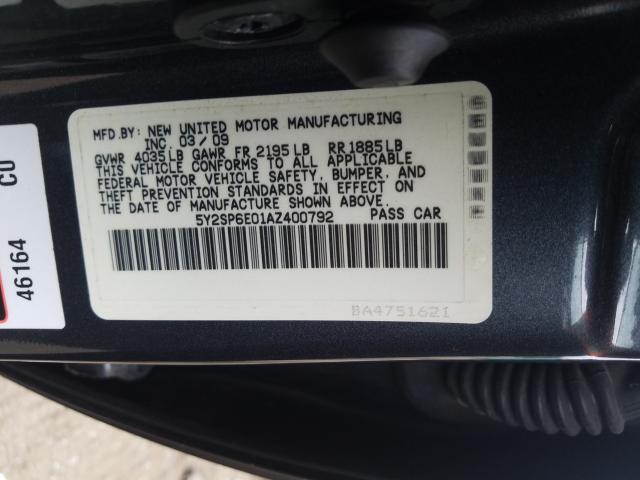 MFD.BY: NEW UNITED MOTOR MANUFACTURING
INC. 03/09
GVWR 4035LB GAWR FR 2195LB RR1885LB
THIS VEHICLE CONFORMS TO ALL APPLICABLE
FEDERAL MOTOR VEHICLE SAFETY, BUMPER, AND
THEFT PREVENTION STANDARDS IN EFFECT ON
THE DATE OF MANUFACTURE SHOWN ABOVE.
5Y2SP6E01AZ400792 PASS CAR
BA4751621
46164 CU